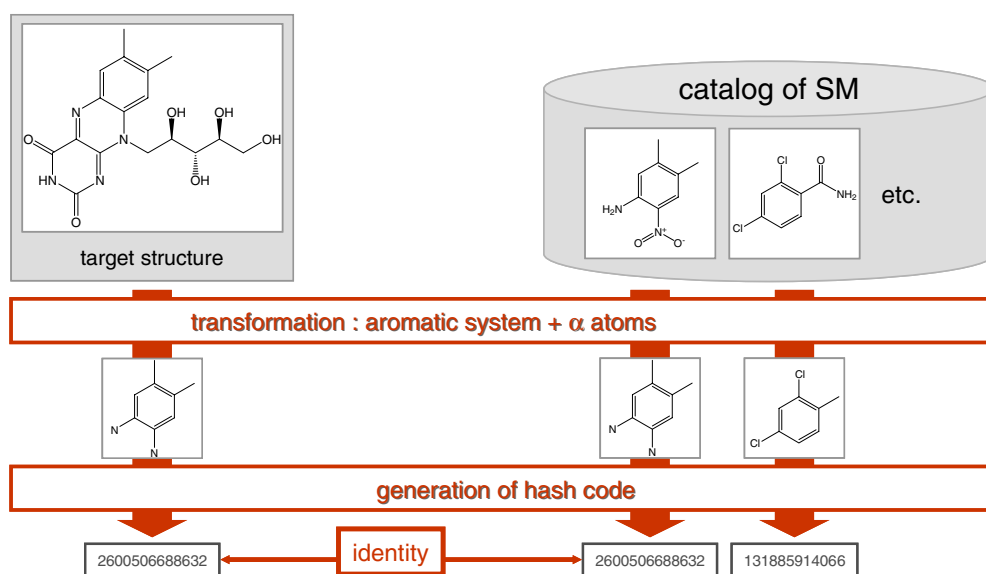 catalog of SM
OH
OH
N
O
N
OH
HN
N
OH
O
target structure
H2N
N+
O
O-
Cl
O
NH2
Cl
etc.
transformation : aromatic system + α atoms
N
N
N
N
Cl
Cl
generation of hash code
2600506688632
identity
2600506688632
131885914066